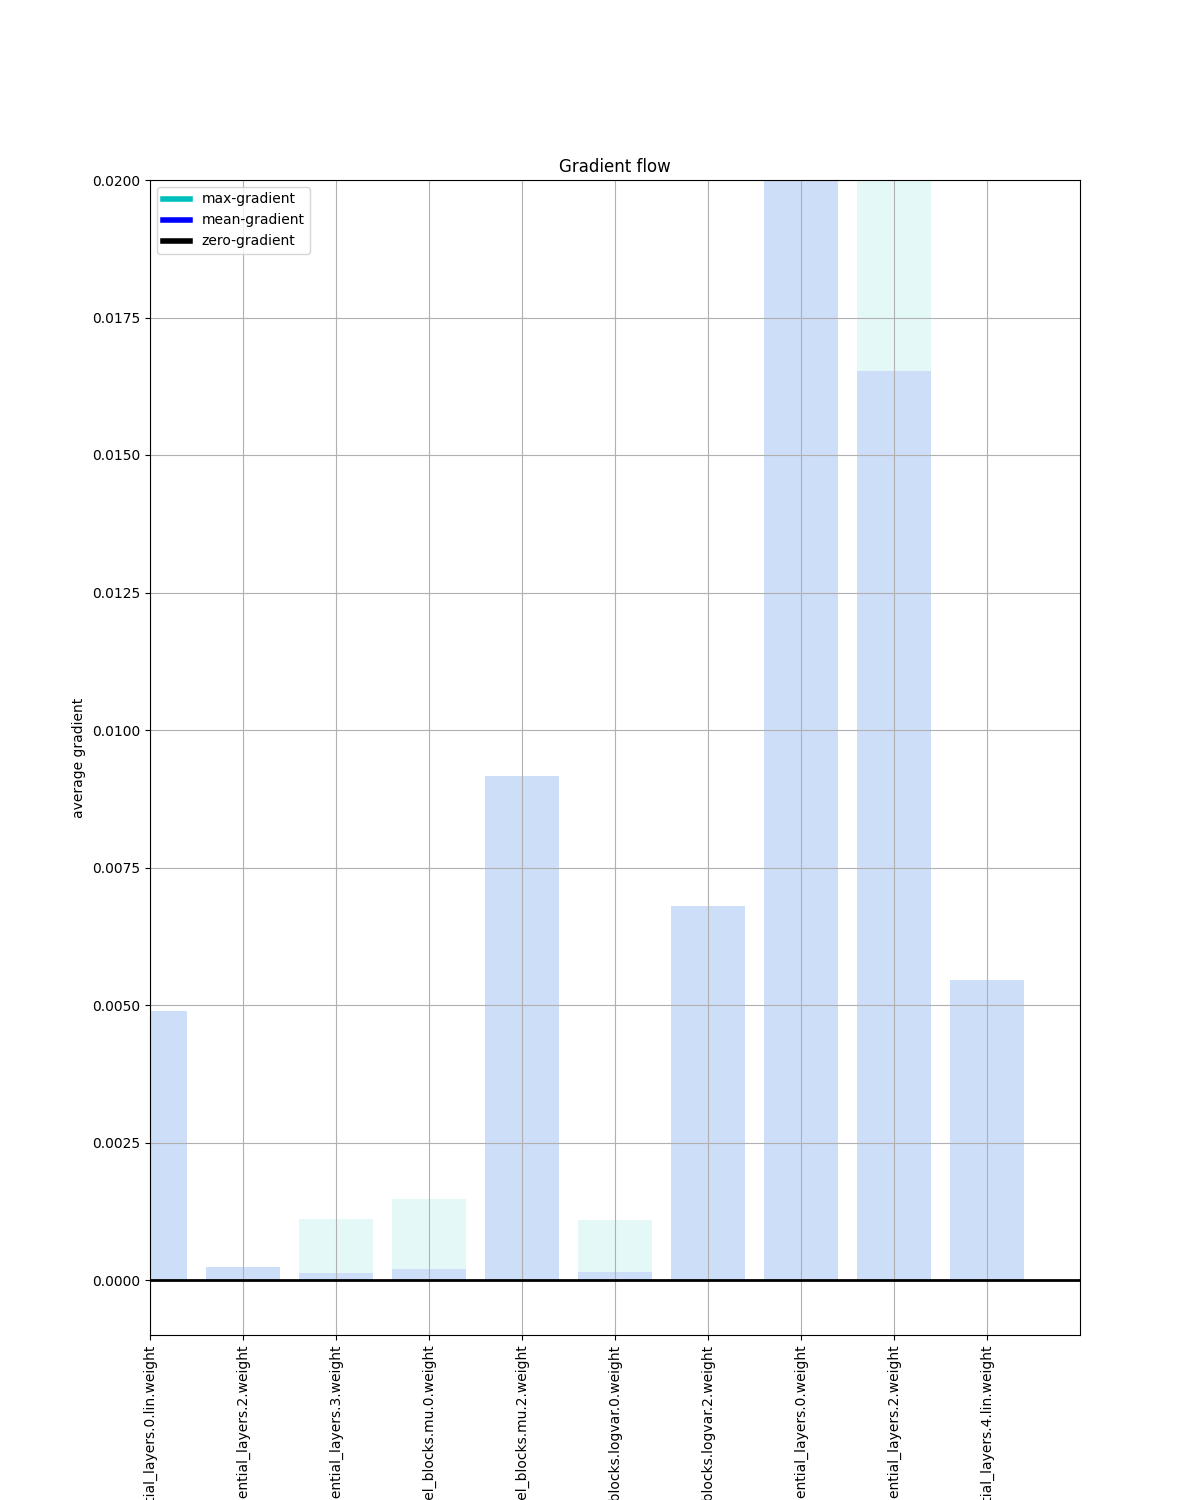 Gradient flow
max-gradient
mean-gradient
zero-gradient
0.0200
0.0175
0.0150
0.0125
0.0100
0.0075
0.0050
0.0025
0.0000
average gradient
tial_layers.0.lin.weight
ential_layers.2.weight
ential_layers.3.weight
el_blocks.mu.0.weight
el_blocks.mu.2.weight
blocks.logvar.0.weight
blocks.logvar.2.weight
ential_layers.0.weight
ential_layers.2.weight
tial_layers.4.lin.weight